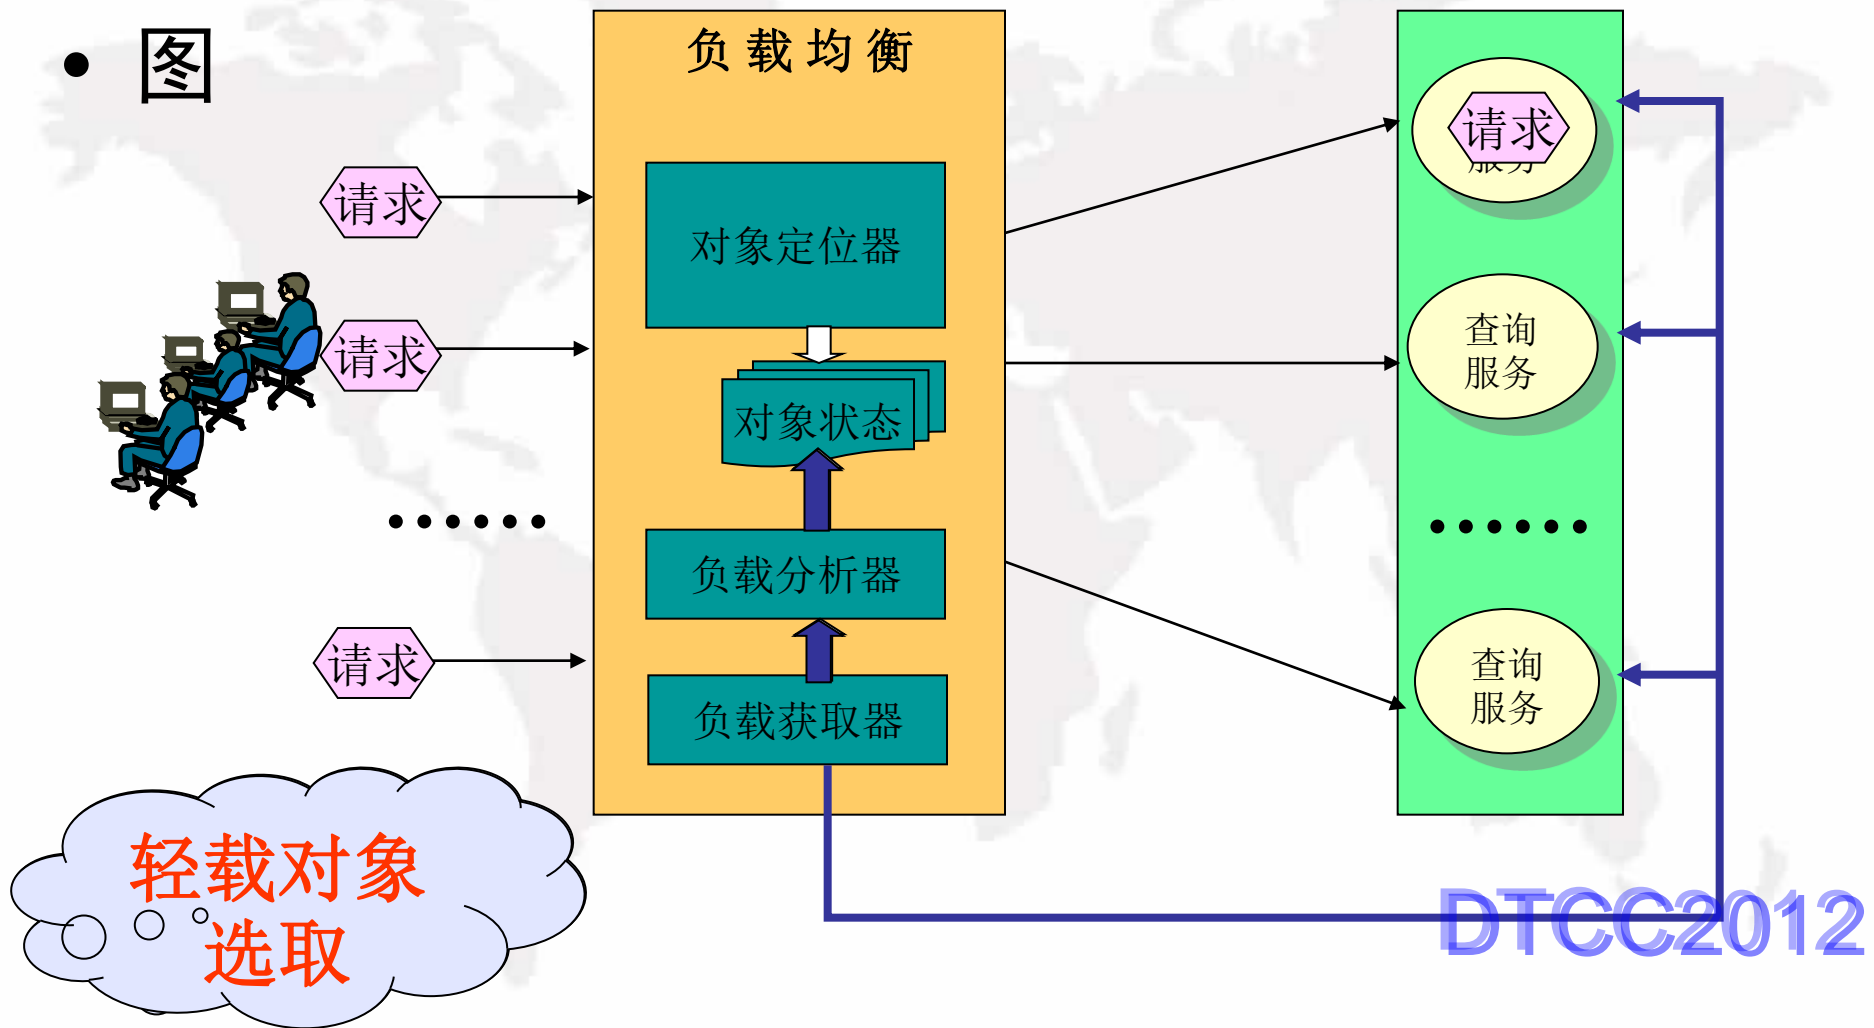 • 图
负载均衡
请求
请求
服务
对象定位器
请求
查询
服务
对象状态
……
……
负载分析器
请求
查询
服务
负载获取器
轻载对象
选取
DTCC2012